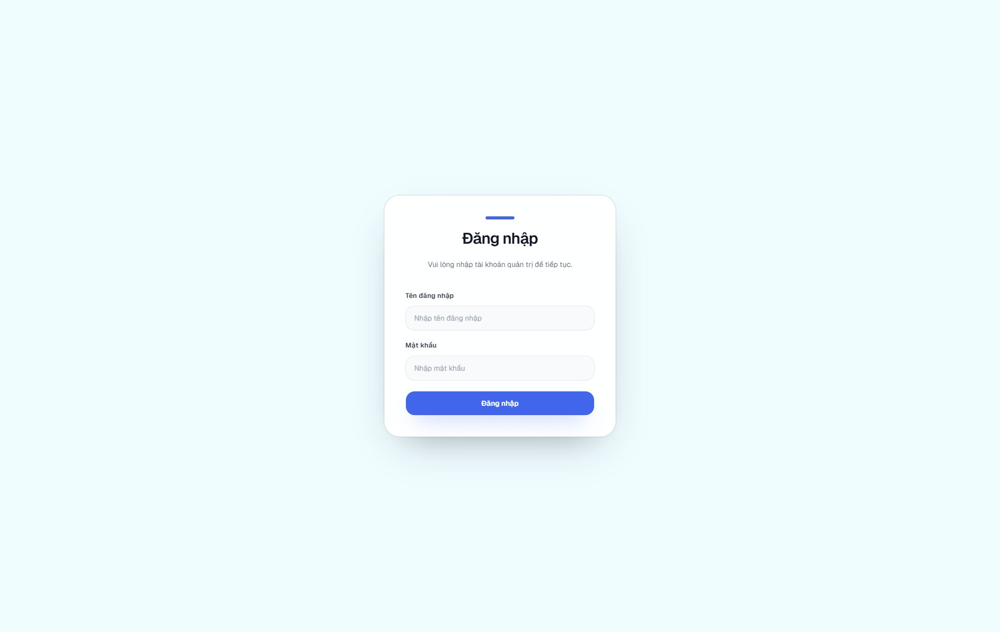 Đăng nhập
Vui lòng nhập tài khoản quản trị để tiếp tục.
Tên đăng nhập
Nhập tên đăng nhập
Mật khẩu
Nhập mật khẩu
Đăng nhập